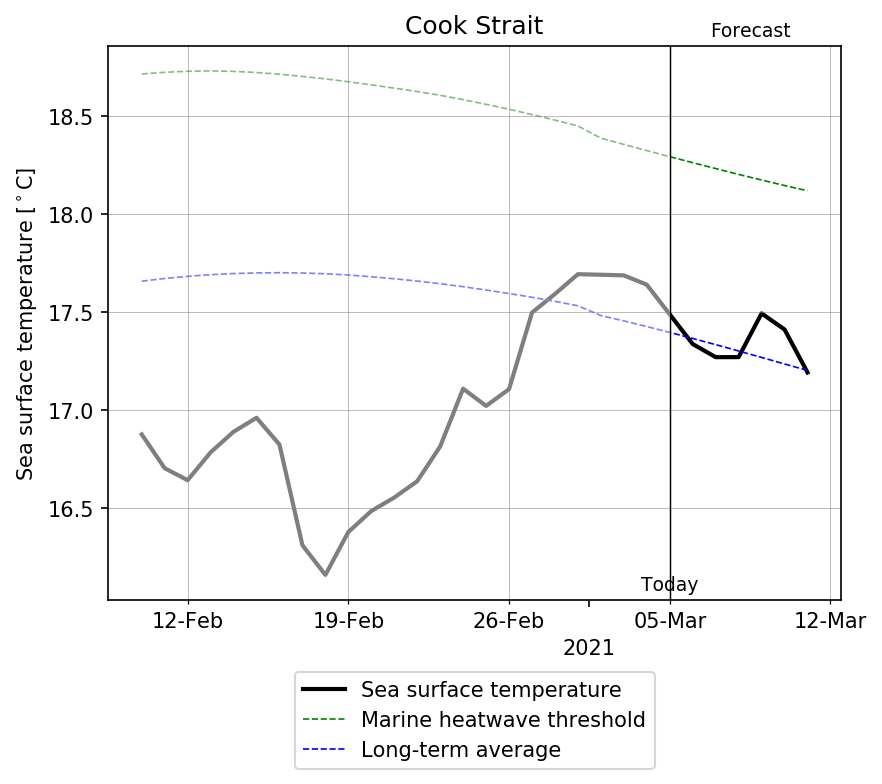 Cook Strait
Forecast
Sea surface temperature [°C]
18.5
18.0
17.5
17.0
16.5
Today
12-Feb
19-Feb
26-Feb
05-Mar
12-Mar
2021
Sea surface temperature
Marine heatwave threshold
Long-term average